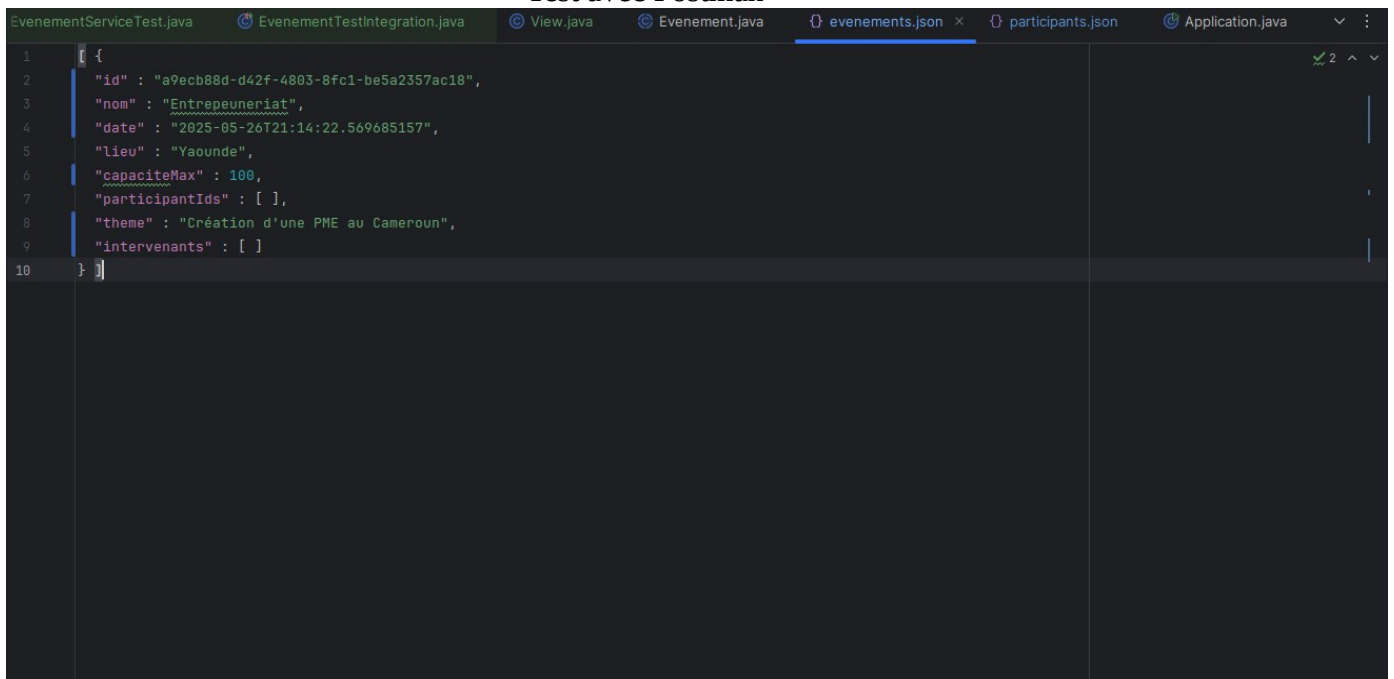 Test avec Postman
EvenementServiceTest.java EvenementTestIntegration.java View.java Evenement.java evenements.json participants.json Application.java
2
1 [ {
2 "id" : "a9ecb88d-d42f-4803-8fc1-be5a2357ac18",
3 "nom" : "Entrepeuneriat",
4 "date" : "2025-05-26T21:14:22.569685157",
5 "lieu" : "Yaounde",
6 "capaciteMax" : 100,
7 "participantIds" : [ ],
8 "theme" : "Création d'une PME au Cameroun",
9 "intervenants" : [ ]
10 } ]